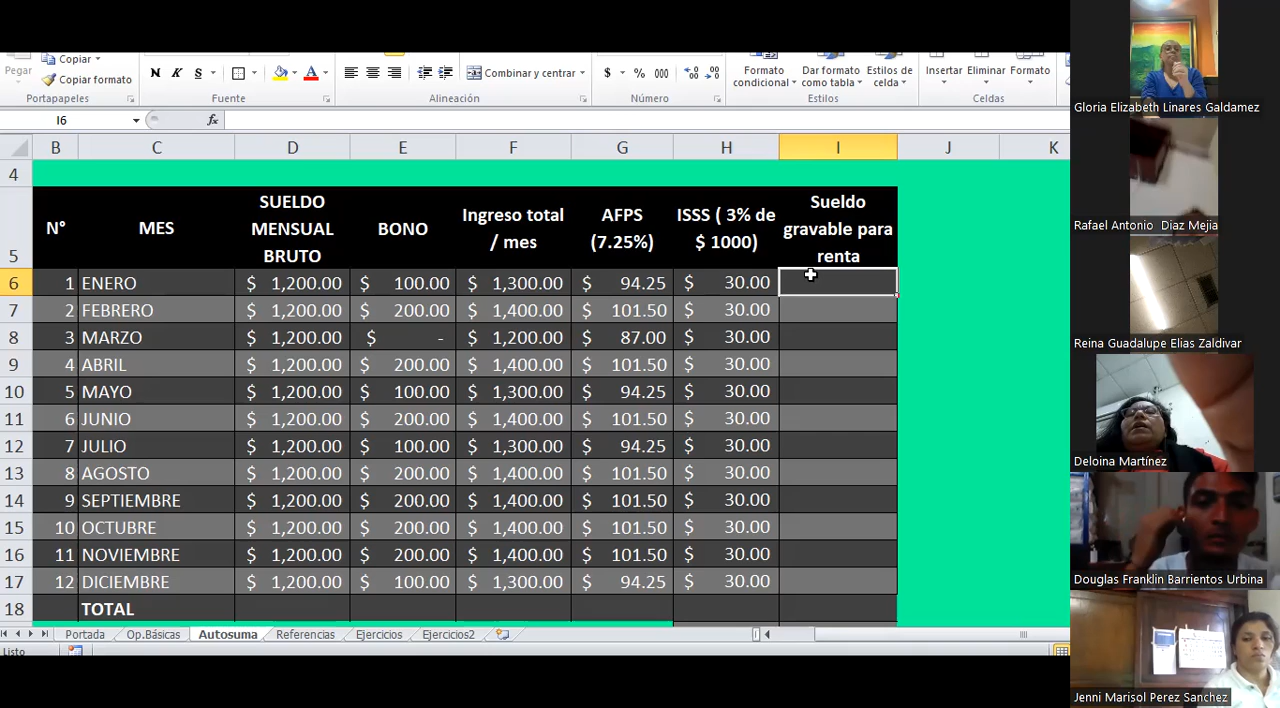 Copiar
Pegar
Copiar formato
N K S
Combinar y centrar
$ % 000
Formato condicional
Dar formato como tabla
Estilos de celda
Insertar Eliminar Formato
Portapapeles Fuente Alineación Número Estilos Celdas
I6 fx
B C D E F G H I J K
4
5 N° MES SUELDO MENSUAL BRUTO BONO Ingreso total / mes AFPS (7.25%) ISSS ( 3% de $ 1000) Sueldo gravable para renta
6 1 ENERO $ 1,200.00 $ 100.00 $ 1,300.00 $ 94.25 $ 30.00
7 2 FEBRERO $ 1,200.00 $ 200.00 $ 1,400.00 $ 101.50 $ 30.00
8 3 MARZO $ 1,200.00 $ - $ 1,200.00 $ 87.00 $ 30.00
9 4 ABRIL $ 1,200.00 $ 200.00 $ 1,400.00 $ 101.50 $ 30.00
10 5 MAYO $ 1,200.00 $ 100.00 $ 1,300.00 $ 94.25 $ 30.00
11 6 JUNIO $ 1,200.00 $ 200.00 $ 1,400.00 $ 101.50 $ 30.00
12 7 JULIO $ 1,200.00 $ 100.00 $ 1,300.00 $ 94.25 $ 30.00
13 8 AGOSTO $ 1,200.00 $ 200.00 $ 1,400.00 $ 101.50 $ 30.00
14 9 SEPTIEMBRE $ 1,200.00 $ 200.00 $ 1,400.00 $ 101.50 $ 30.00
15 10 OCTUBRE $ 1,200.00 $ 200.00 $ 1,400.00 $ 101.50 $ 30.00
16 11 NOVIEMBRE $ 1,200.00 $ 200.00 $ 1,400.00 $ 101.50 $ 30.00
17 12 DICIEMBRE $ 1,200.00 $ 100.00 $ 1,300.00 $ 94.25 $ 30.00
18 TOTAL
Portada Op.Básicas Autosuma Referencias Ejercicios Ejercicios2
Listo
Gloria Elizabeth Linares Galdamez
Rafael Antonio Diaz Mejia
Reina Guadalupe Elias Zaldivar
Deloina Martínez
Douglas Franklin Barrientos Urbina
Jenni Marisol Perez Sanchez